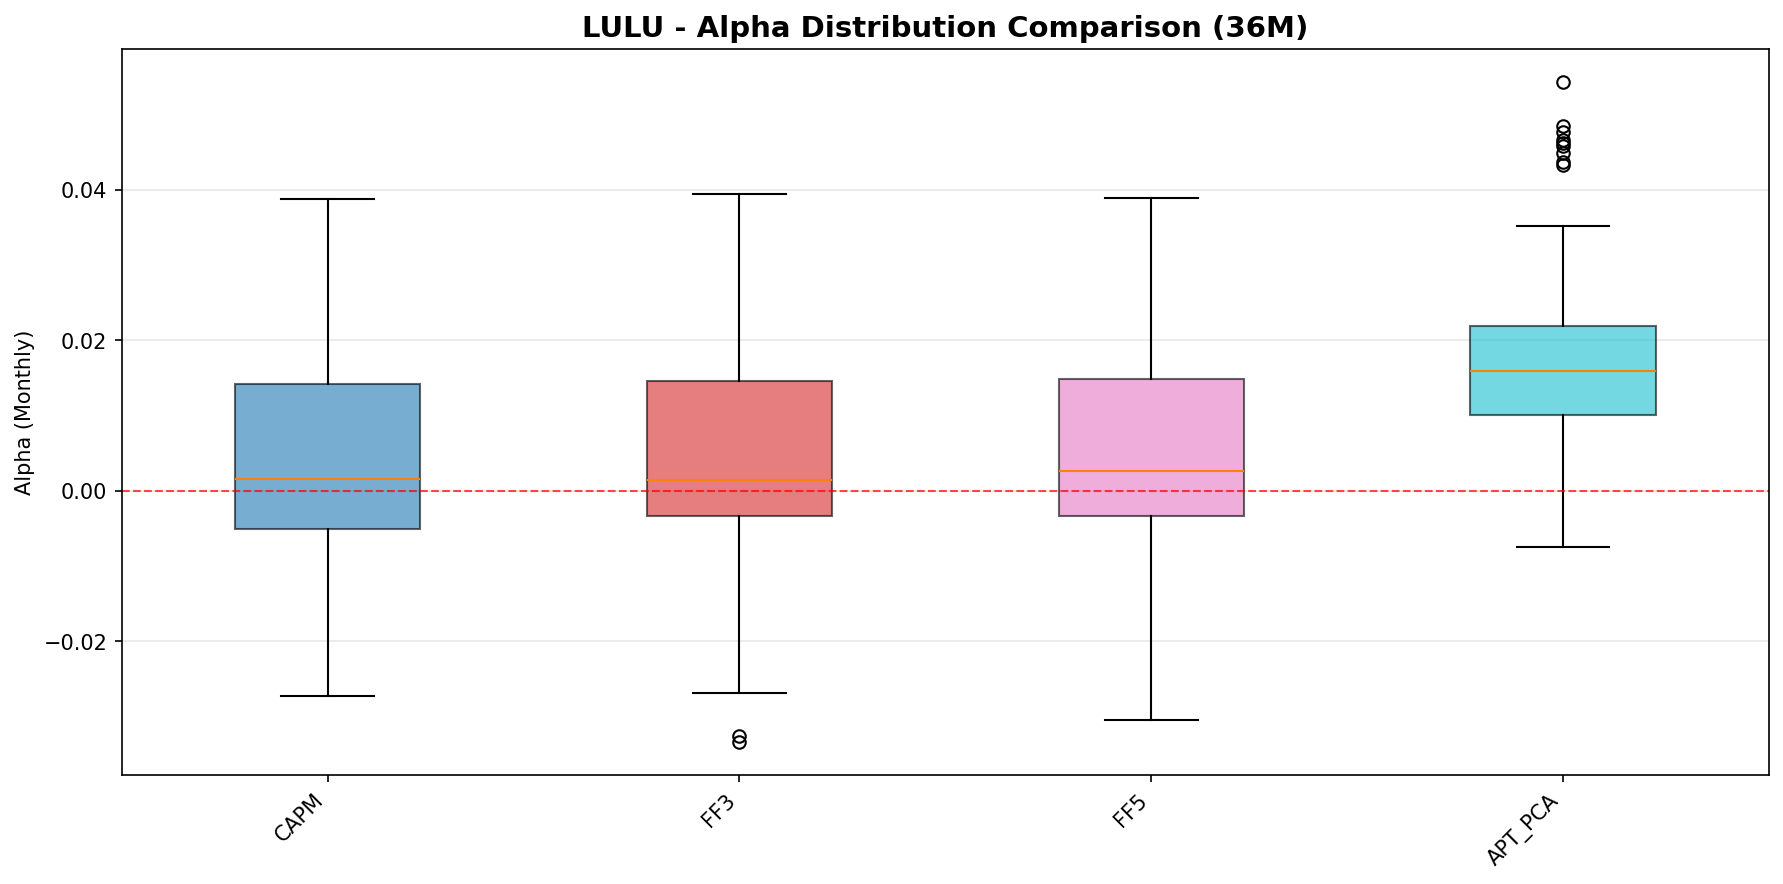 LULU - Alpha Distribution Comparison (36M)
Alpha (Monthly)
0.04
0.02
0.00
−0.02
CAPM
FF3
FF5
APT_PCA